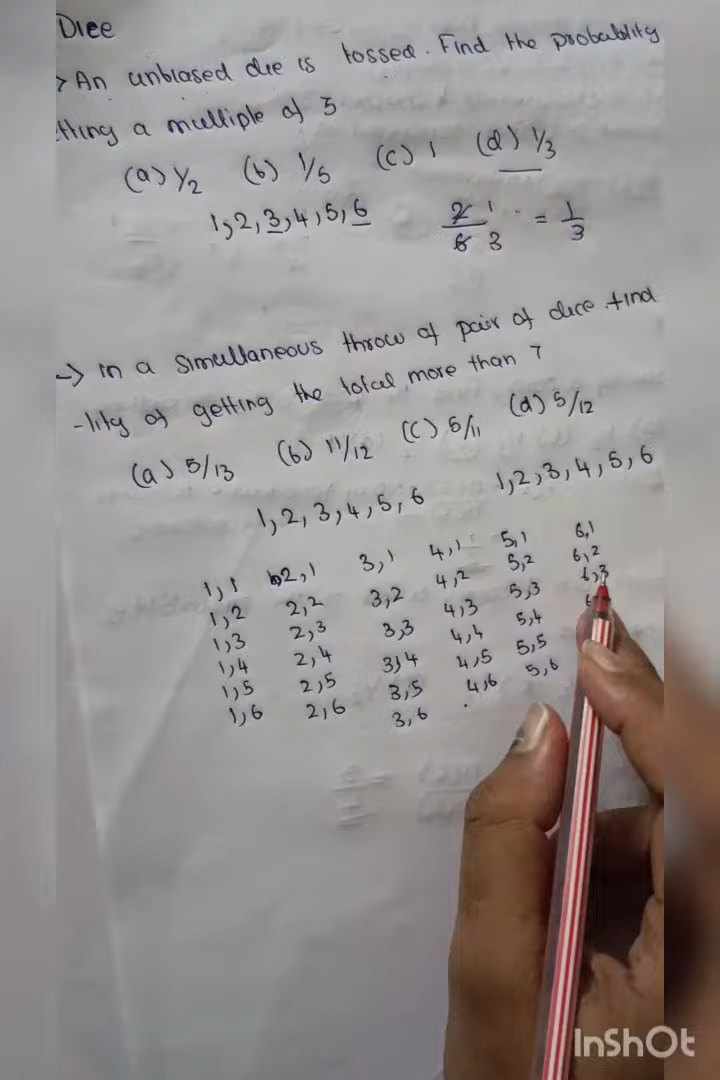 Dice
> An unbiased die is tossed. Find the probablity
tting a multiple of 3
(a) 1/2 (b) 1/5 (c) 1 (d) 1/3
1,2,3,4,5,6 2/6 1 3 = 1/3
-> in a simultaneous throw of pair of dice. find
-lity of getting the total more than 7
(a) 5/13 (b) 11/12 (c) 5/11 (d) 5/12
1,2,3,4,5,6 1,2,3,4,5,6
1,1 2,1 3,1 4,1 5,1 6,1
1,2 2,2 3,2 4,2 5,2 6,2
1,3 2,3 3,3 4,3 5,3 6,3
1,4 2,4 3,4 4,4 5,4
1,5 2,5 3,5 4,5 5,5
1,6 2,6 3,6 4,6 5,6
InShOt